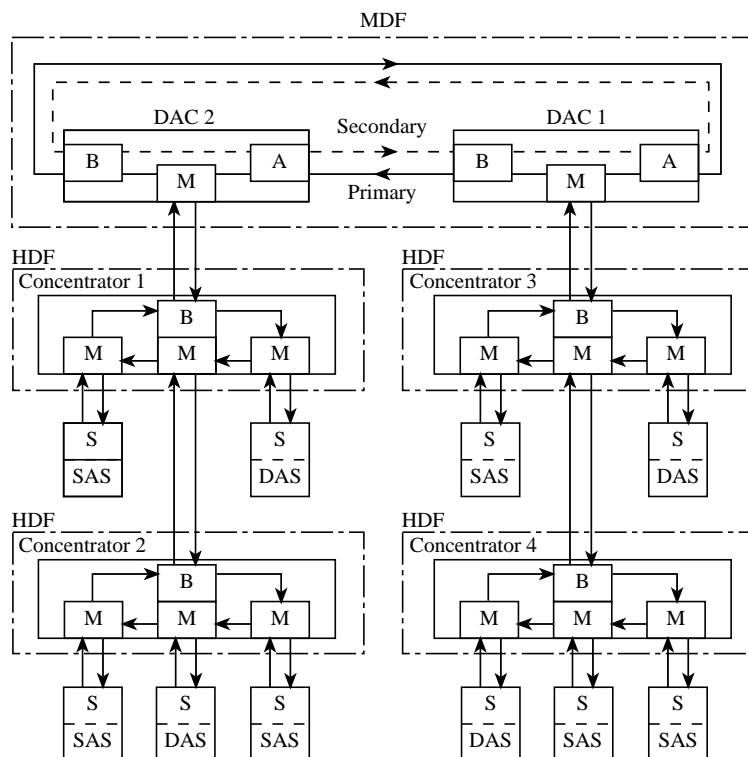 MDF
DAC 2
Secondary
DAC 1
B
A
B
A
M
Primary
M
HDF
HDF
Concentrator 1
Concentrator 3
B
B
M
M
M
M
M
M
S
S
S
S
SAS
DAS
SAS
DAS
HDF
HDF
Concentrator 2
Concentrator 4
B
B
M
M
M
M
M
M
S
S
S
S
S
S
SAS
DAS
SAS
DAS
SAS
SAS